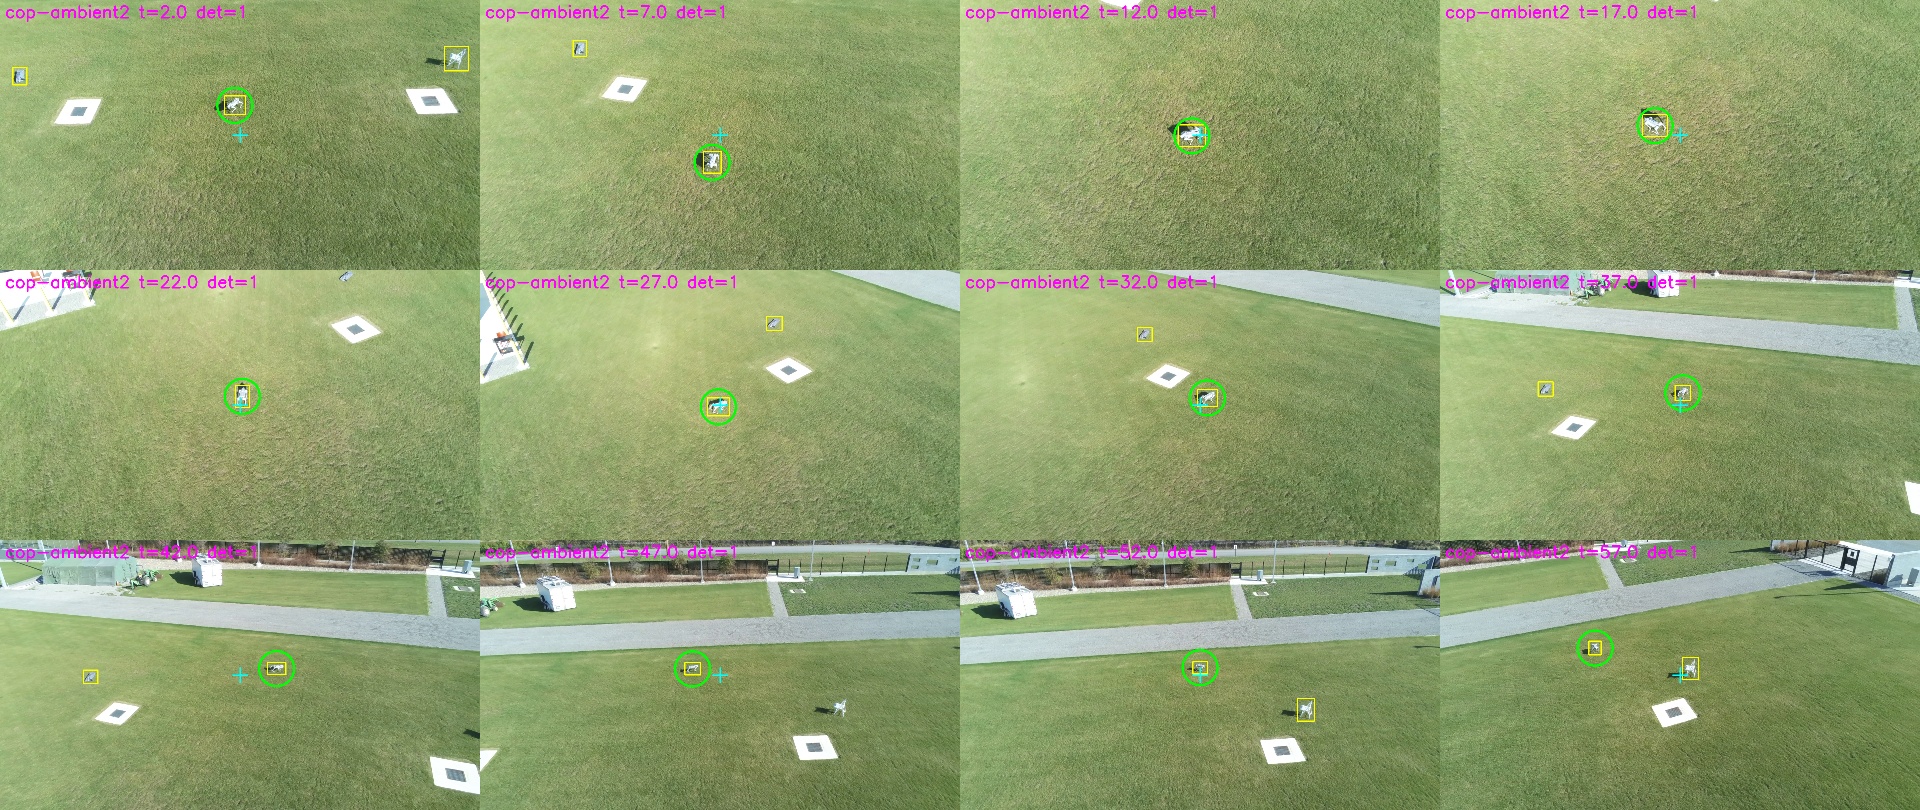 cop-ambient2 t=2.0 det=1
cop-ambient2 t=7.0 det=1
cop-ambient2 t=12.0 det=1
cop-ambient2 t=17.0 det=1
cop-ambient2 t=22.0 det=1
cop-ambient2 t=27.0 det=1
cop-ambient2 t=32.0 det=1
cop-ambient2 t=37.0 det=1
cop-ambient2 t=42.0 det=1
cop-ambient2 t=47.0 det=1
cop-ambient2 t=52.0 det=1
cop-ambient2 t=57.0 det=1